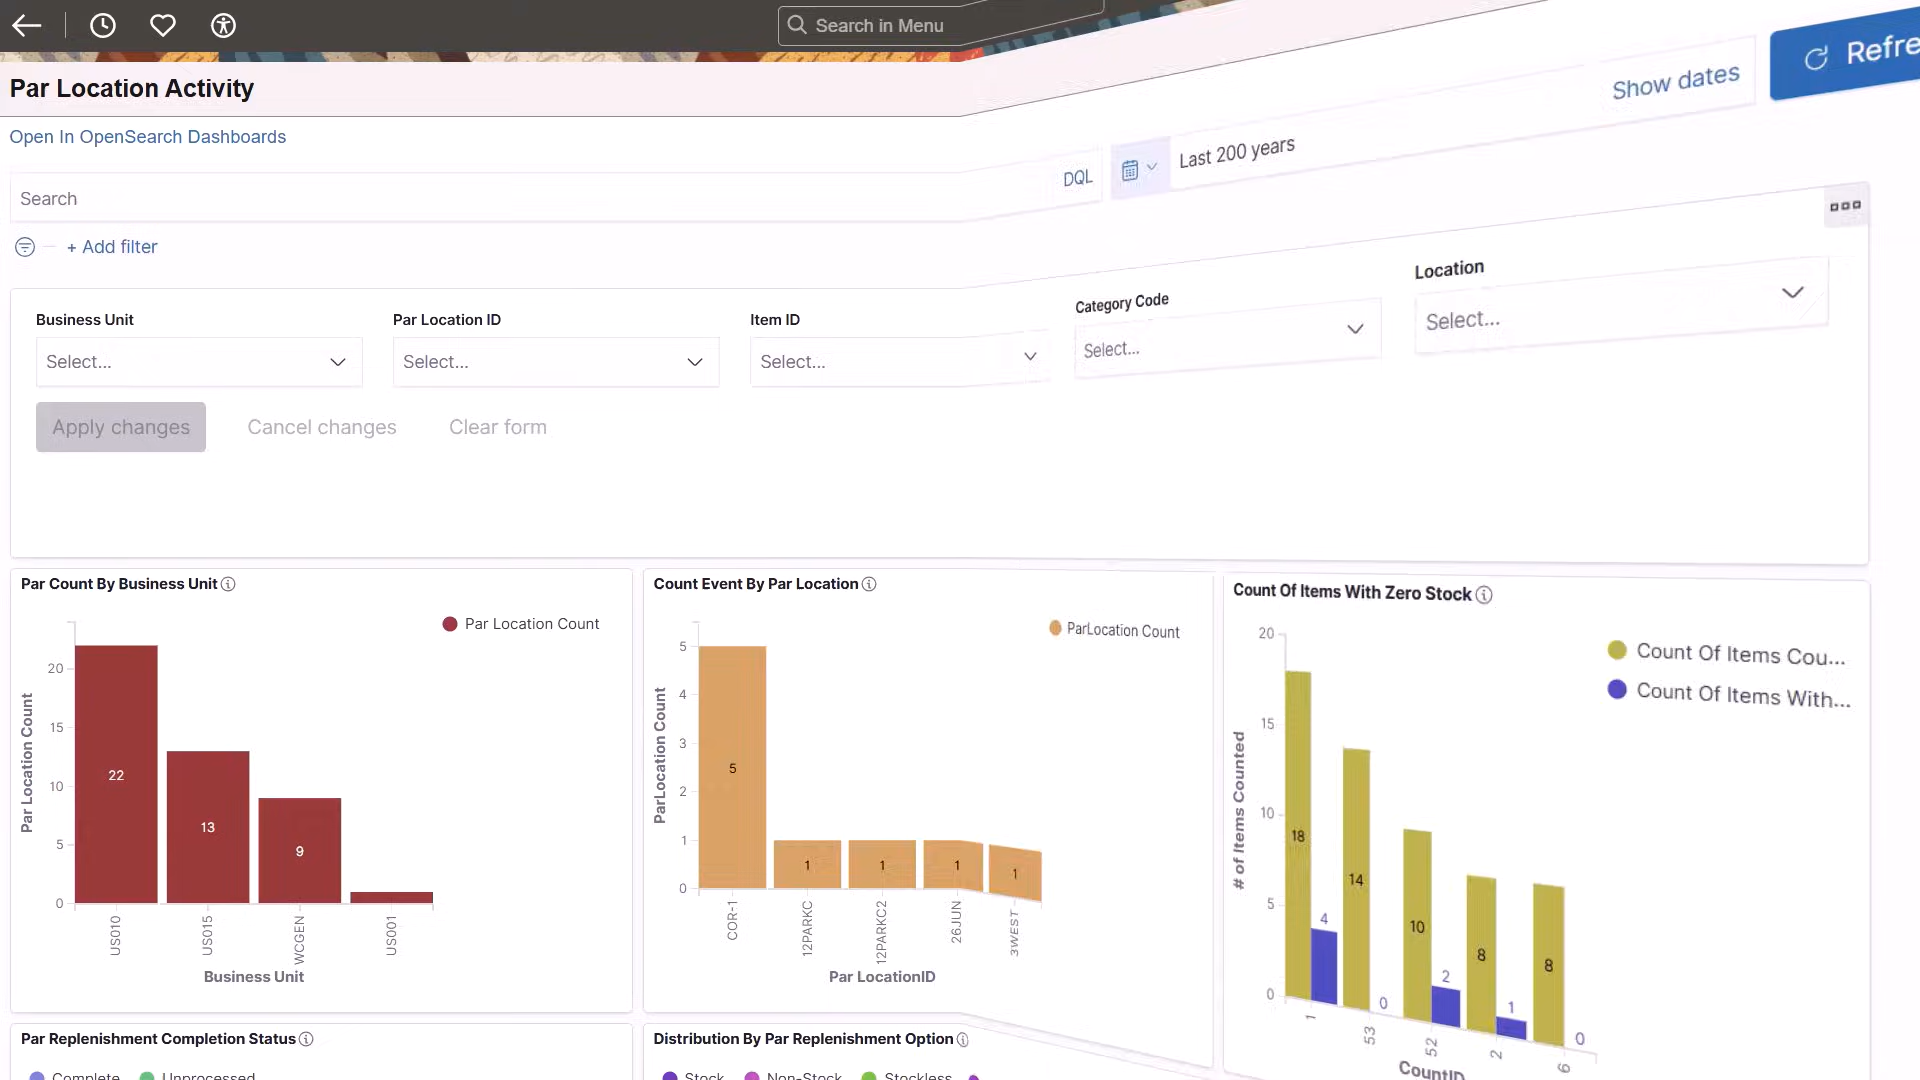 Search in Menu
Par Location Activity
Show dates
Refre
Open In OpenSearch Dashboards
Search
DQL
Last 200 years
+ Add filter
Business Unit
Par Location ID
Item ID
Category Code
Location
Select...
Select...
Select...
Select...
Select...
Apply changes
Cancel changes
Clear form
Par Count By Business Unit
Par Location Count
Par Location Count
20
15
10
5
0
22
13
9
US010
US015
WCGEN
US001
Business Unit
Count Event By Par Location
ParLocation Count
ParLocation Count
5
4
3
2
1
0
5
1
1
1
1
COR-1
12PARKC
12PARKC2
26JUN
3WEST
Par LocationID
Count Of Items With Zero Stock
Count Of Items Cou...
Count Of Items With...
# of Items Counted
20
15
10
5
0
18
4
14
0
10
2
8
1
8
0
1
53
52
2
6
CountID
Par Replenishment Completion Status
Complete
Unprocessed
Distribution By Par Replenishment Option
Stock
Non-Stock
Stockless